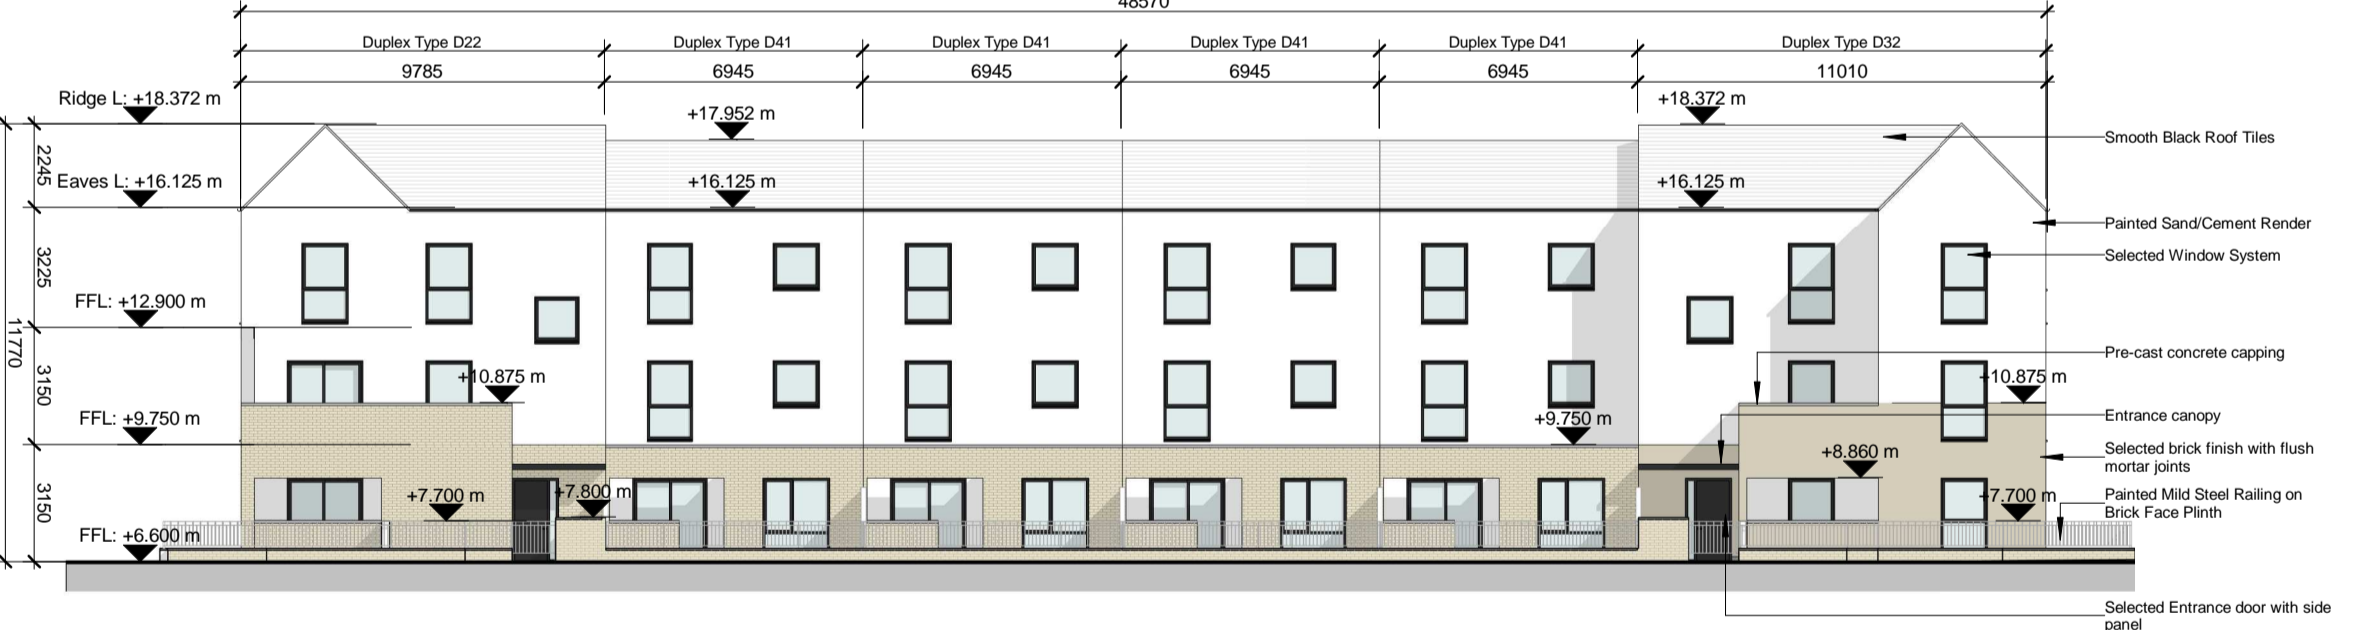 48570
Duplex Type D22
Duplex Type D41
Duplex Type D41
Duplex Type D41
Duplex Type D41
Duplex Type D32
9785
6945
6945
6945
6945
11010
Ridge L: +18.372 m
+17.952 m
+18.372 m
Smooth Black Roof Tiles
2245
Eaves L: +16.125 m
+16.125 m
+16.125 m
Painted Sand/Cement Render
Selected Window System
3225
FFL: +12.900 m
11770
Pre-cast concrete capping
3150
+10.875 m
+10.875 m
FFL: +9.750 m
+9.750 m
Entrance canopy
+8.860 m
Selected brick finish with flush
mortar joints
3150
+7.700 m
+7.800 m
+7.700 m
Painted Mild Steel Railing on
Brick Face Plinth
FFL: +6.600 m
Selected Entrance door with side
panel